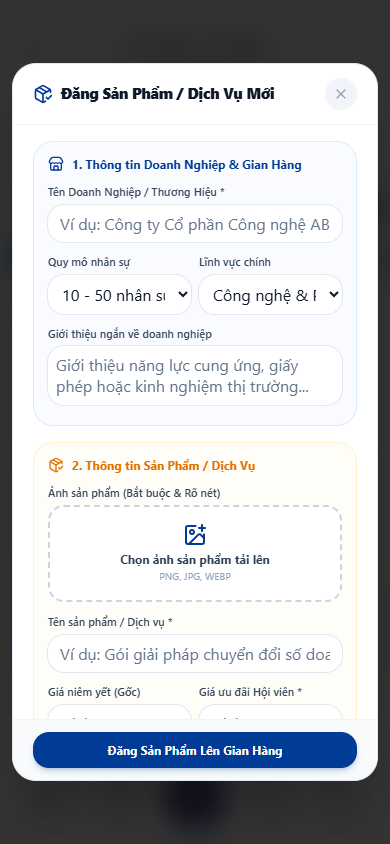 Đăng Sản Phẩm / Dịch Vụ Mới
1. Thông tin Doanh Nghiệp & Gian Hàng
Tên Doanh Nghiệp / Thương Hiệu *
Ví dụ: Công ty Cổ phần Công nghệ AB
Quy mô nhân sự
Lĩnh vực chính
10 - 50 nhân sụ
Công nghệ &
Giới thiệu ngắn về doanh nghiệp
Giới thiệu năng lực cung ứng, giấy
phép hoặc kinh nghiệm thị trường...
2. Thông tin Sản Phẩm / Dịch Vụ
Ảnh sản phẩm (Bắt buộc & Rõ nét)
Chọn ảnh sản phẩm tải lên
PNG, JPG, WEBP
Tên sản phẩm / Dịch vụ *
Ví dụ: Gói giải pháp chuyển đổi số doa
Giá niêm yết (Gốc)
Giá ưu đãi Hội viên *
Đăng Sản Phẩm Lên Gian Hàng